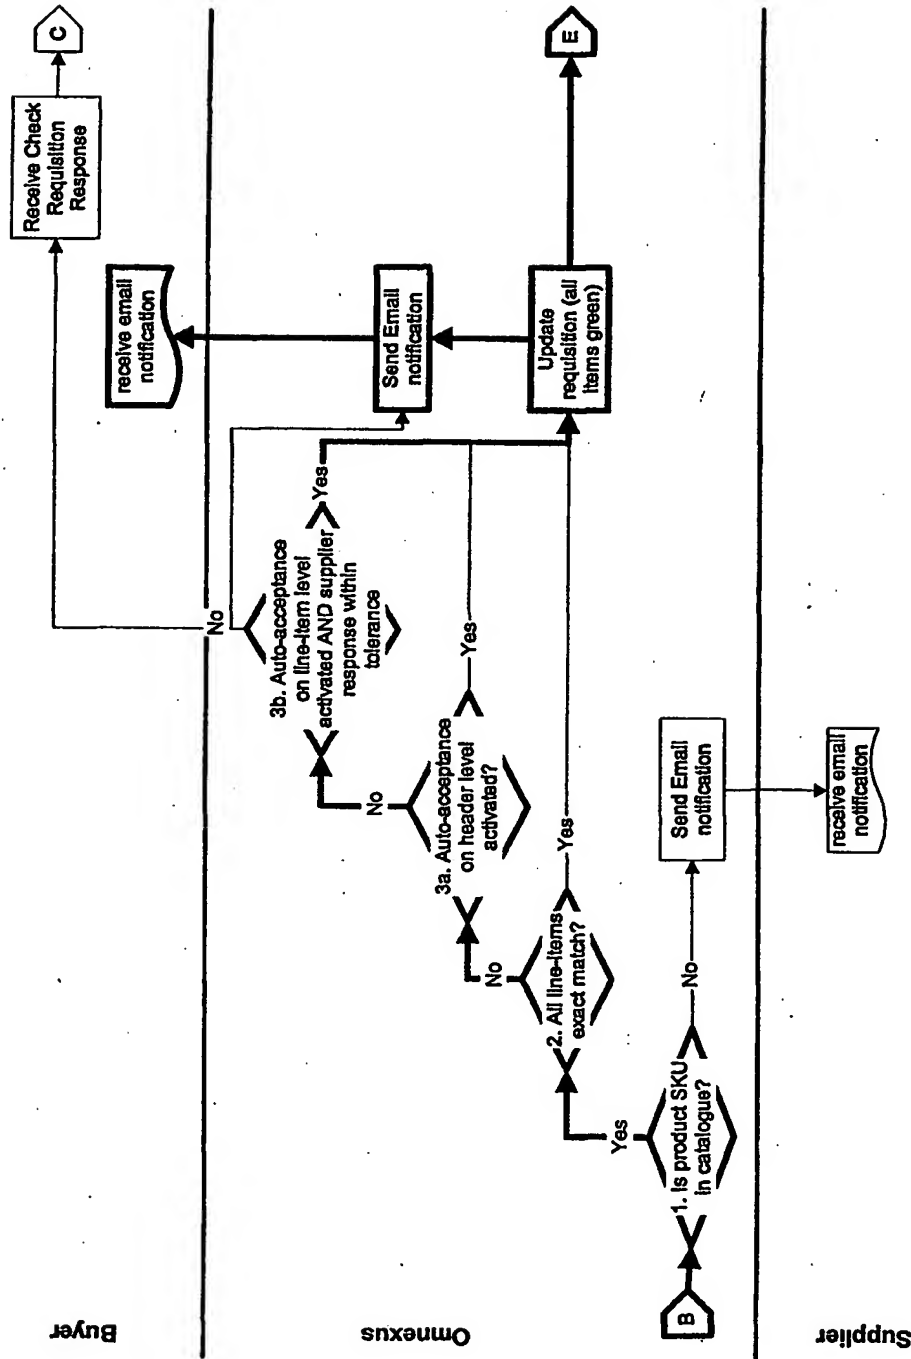 Buyer
C
Receive Check
Requisition
Response
receive email
notification
Omnexus
No
3b. Auto-acceptance
on line-item level
activated AND supplier
response within
tolerance
Yes
Send Email
notification
E
Update
requisition (all
items green)
No
3a. Auto-acceptance
on header level
activated?
Yes
No
2. All line-items
exact match?
Yes
Yes
1. Is product SKU
in catalogue?
No
Send Email
notification
B
Supplier
receive email
notification